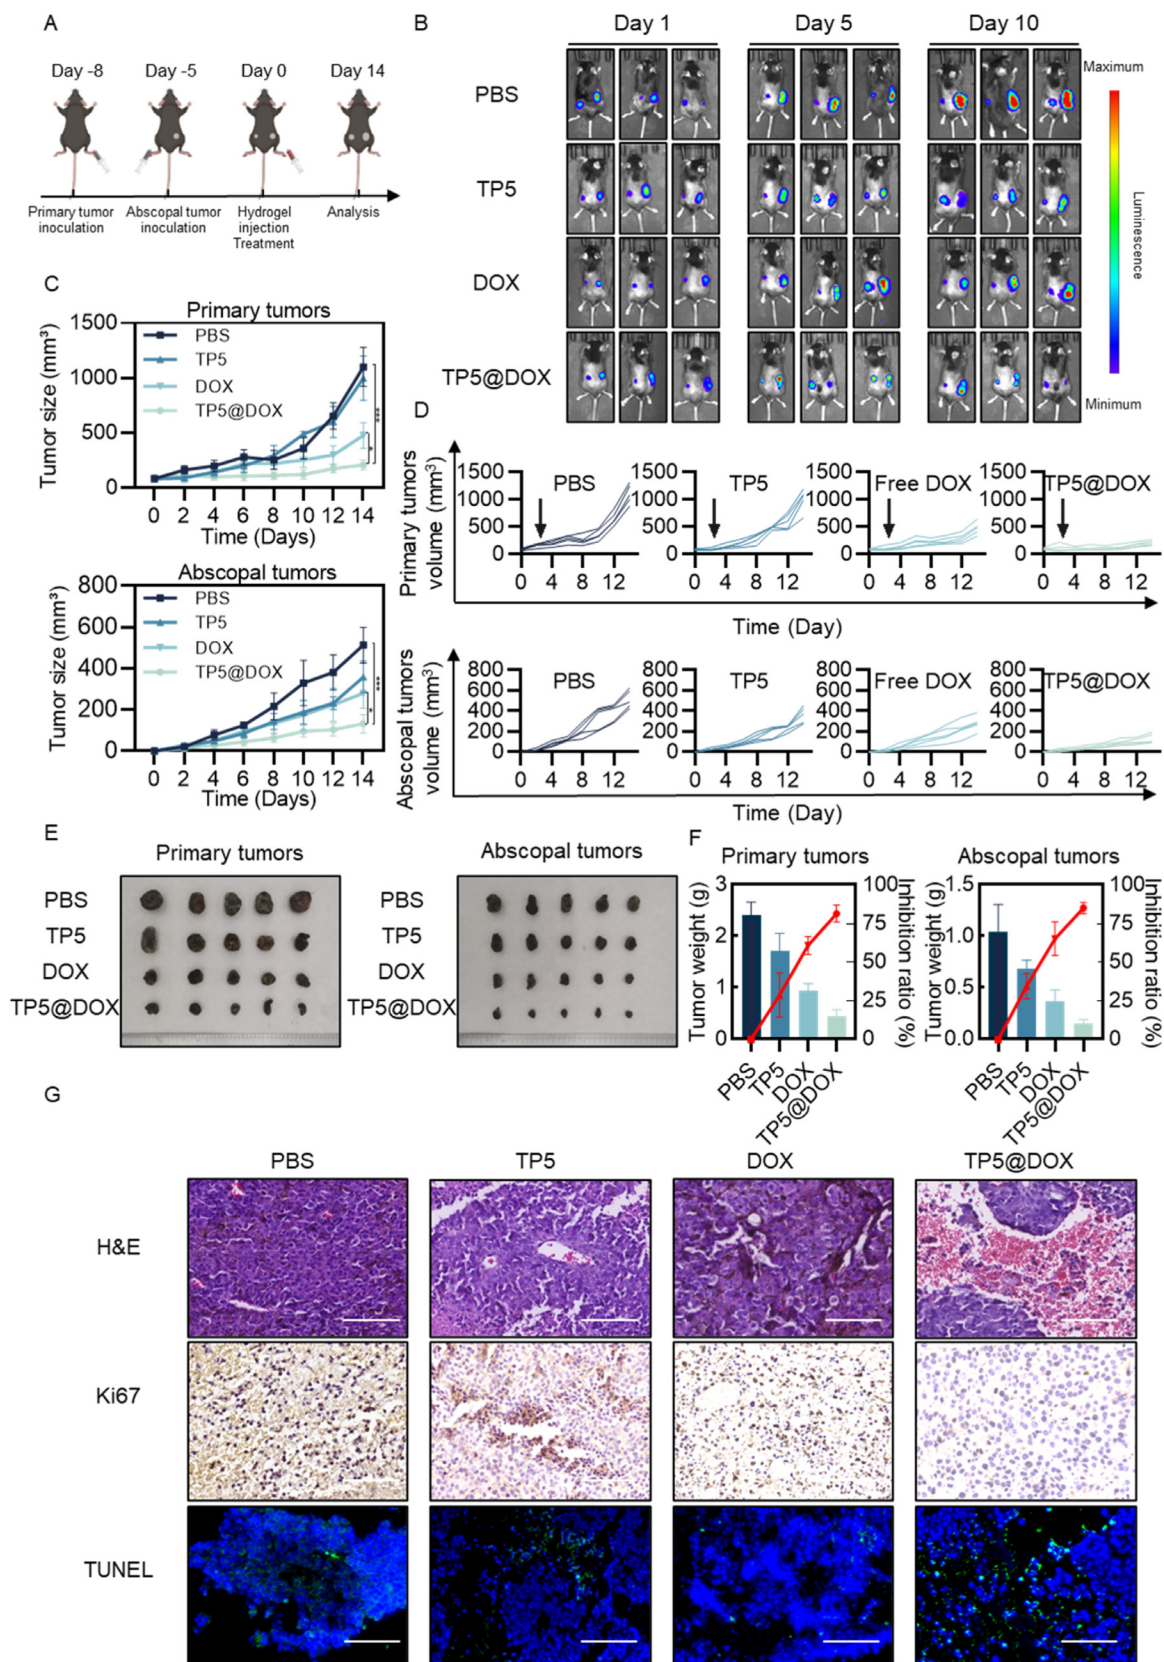 A
Day -8
Day -5
Day 0
Day 14
Primary tumor
inoculation
Abscopal tumor
inoculation
Hydrogel
injection
Treatment
Analysis
B
Day 1
Day 5
Day 10
PBS
TP5
DOX
TP5@DOX
Maximum
Luminescence
Minimum
C
Primary tumors
Tumor size (mm³)
1500
1000
500
0
PBS
TP5
DOX
TP5@DOX
***
*
0 2 4 6 8 10 12 14
Time (Days)
Abscopal tumors
Tumor size (mm³)
800
600
400
200
0
PBS
TP5
DOX
TP5@DOX
***
*
0 2 4 6 8 10 12 14
Time (Days)
D
Primary tumors
volume (mm³)
1500
1000
500
0
PBS
0 4 8 12
1500
1000
500
0
TP5
0 4 8 12
1500
1000
500
0
Free DOX
0 4 8 12
1500
1000
500
0
TP5@DOX
0 4 8 12
Time (Day)
Abscopal tumors
volume (mm³)
800
600
400
200
0
PBS
0 4 8 12
800
600
400
200
0
TP5
0 4 8 12
800
600
400
200
0
Free DOX
0 4 8 12
800
600
400
200
0
TP5@DOX
0 4 8 12
Time (Day)
E
Primary tumors
PBS
TP5
DOX
TP5@DOX
Abscopal tumors
PBS
TP5
DOX
TP5@DOX
F
Primary tumors
Tumor weight (g)
3
2
1
0
100
75
50
25
0
Inhibition
ratio (%)
PBS
TP5
DOX
TP5@DOX
Abscopal tumors
Tumor weight (g)
1.5
1.0
0.5
0.0
100
75
50
25
0
Inhibition
ratio (%)
PBS
TP5
DOX
TP5@DOX
G
PBS
TP5
DOX
TP5@DOX
H&E
Ki67
TUNEL